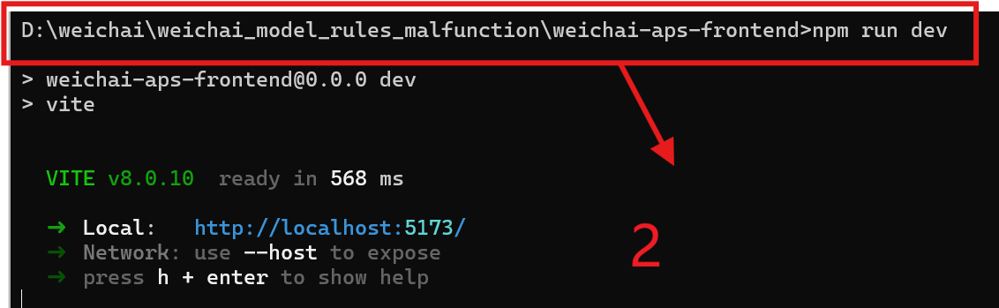 D:\weichai\weichai_model_rules_malfunction\weichai-aps-frontend>npm run dev
> weichai-aps-frontend@0.0.0 dev
> vite
VITE v8.0.10  ready in 568 ms
➜  Local:   http://localhost:5173/
➜  Network: use --host to expose
➜  press h + enter to show help
2